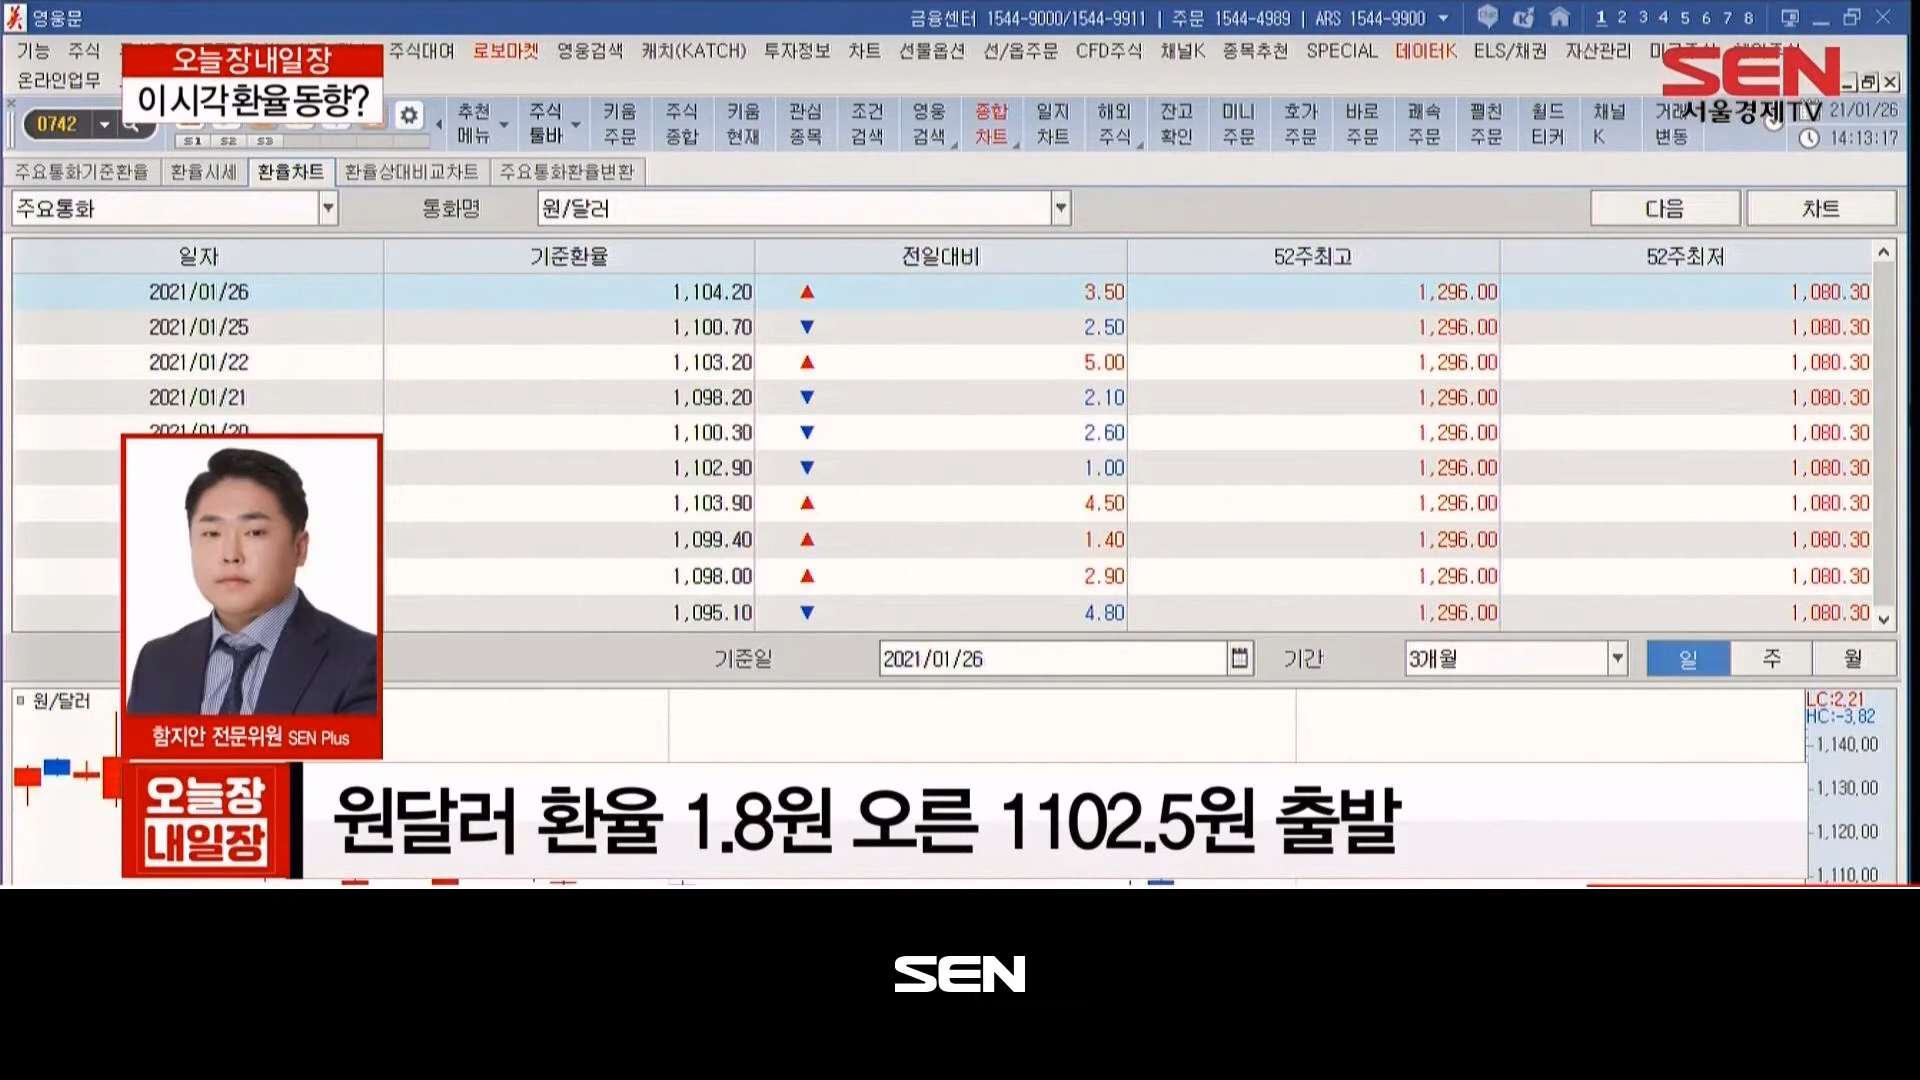 영웅문 금융센터 1544-9000/1544-9911 | 주문 1544-4989 | ARS 1544-9900 1 2 3 4 5 6 7 8
기능 주식 주식대여 로보마켓 영웅검색 캐치(KATCH) 투자정보 차트 선물옵션 선/옵주문 CFD주식 채널K 종목추천 SPECIAL 데이터K ELS/채권 자산관리
온라인업무
오늘장내일장
이 시각 환율 동향?
SEN
서울경제TV
0742
S1 S2 S3
추천 메뉴 주식 툴바 키움 주문 주식 종합 키움 현재 관심 종목 조건 검색 영웅 검색 종합 차트 일지 차트 해외 주식 잔고 확인 미니 주문 호가 주문 바로 주문 쾌속 주문 펼친 주문 월드 티커 채널 K 거래 변동
21/01/26
14:13:17
주요통화기준환율 환율시세 환율차트 환율상대비교차트 주요통화환율변환
주요통화 통화명 원/달러 다음 차트
일자 기준환율 전일대비 52주최고 52주최저
2021/01/26 1,104.20 ▲ 3.50 1,296.00 1,080.30
2021/01/25 1,100.70 ▼ 2.50 1,296.00 1,080.30
2021/01/22 1,103.20 ▲ 5.00 1,296.00 1,080.30
2021/01/21 1,098.20 ▼ 2.10 1,296.00 1,080.30
2021/01/20 1,100.30 ▼ 2.60 1,296.00 1,080.30
1,102.90 ▼ 1.00 1,296.00 1,080.30
1,103.90 ▲ 4.50 1,296.00 1,080.30
1,099.40 ▲ 1.40 1,296.00 1,080.30
1,098.00 ▲ 2.90 1,296.00 1,080.30
1,095.10 ▼ 4.80 1,296.00 1,080.30
기준일 2021/01/26 기간 3개월 일 주 월
원/달러
LC:2.21
HC:-3.82
1,140.00
1,130.00
1,120.00
1,110.00
함지안 전문위원 SEN Plus
오늘장
내일장
원달러 환율 1.8원 오른 1102.5원 출발
SEN